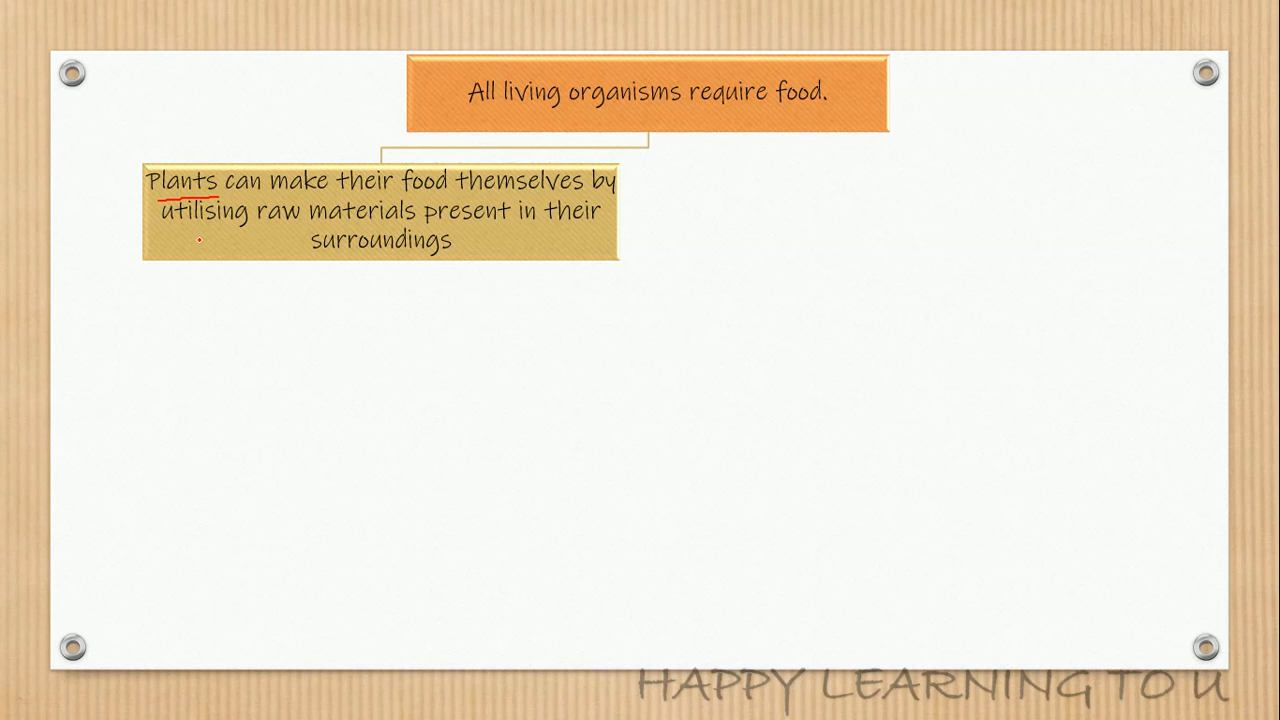 All living organisms require food.
Plants can make their food themselves by
utilising raw materials present in their
surroundings
HAPPY LEARNING TO U